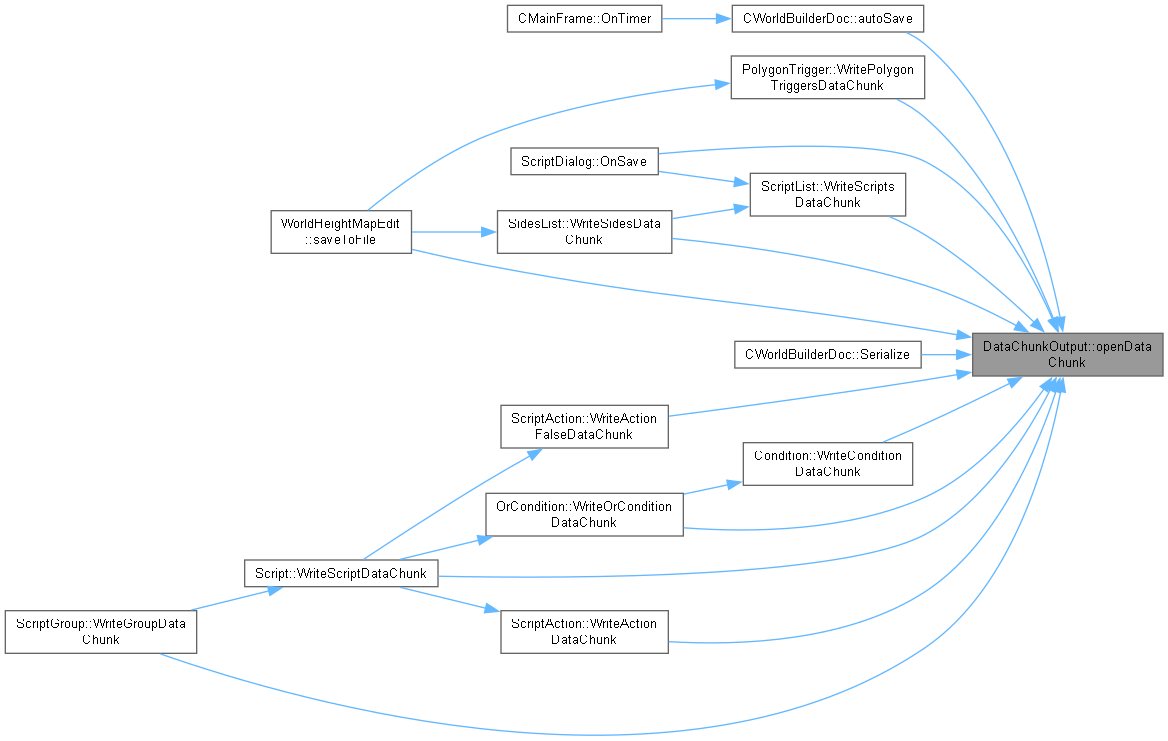 CMainFrame::OnTimer
CWorldBuilderDoc::autoSave
PolygonTrigger::WritePolygon
TriggersDataChunk
ScriptDialog::OnSave
ScriptList::WriteScripts
DataChunk
WorldHeightMapEdit
::saveToFile
SidesList::WriteSidesData
Chunk
DataChunkOutput::openData
Chunk
CWorldBuilderDoc::Serialize
ScriptAction::WriteAction
FalseDataChunk
Condition::WriteCondition
DataChunk
OrCondition::WriteOrCondition
DataChunk
Script::WriteScriptDataChunk
ScriptGroup::WriteGroupData
Chunk
ScriptAction::WriteAction
DataChunk